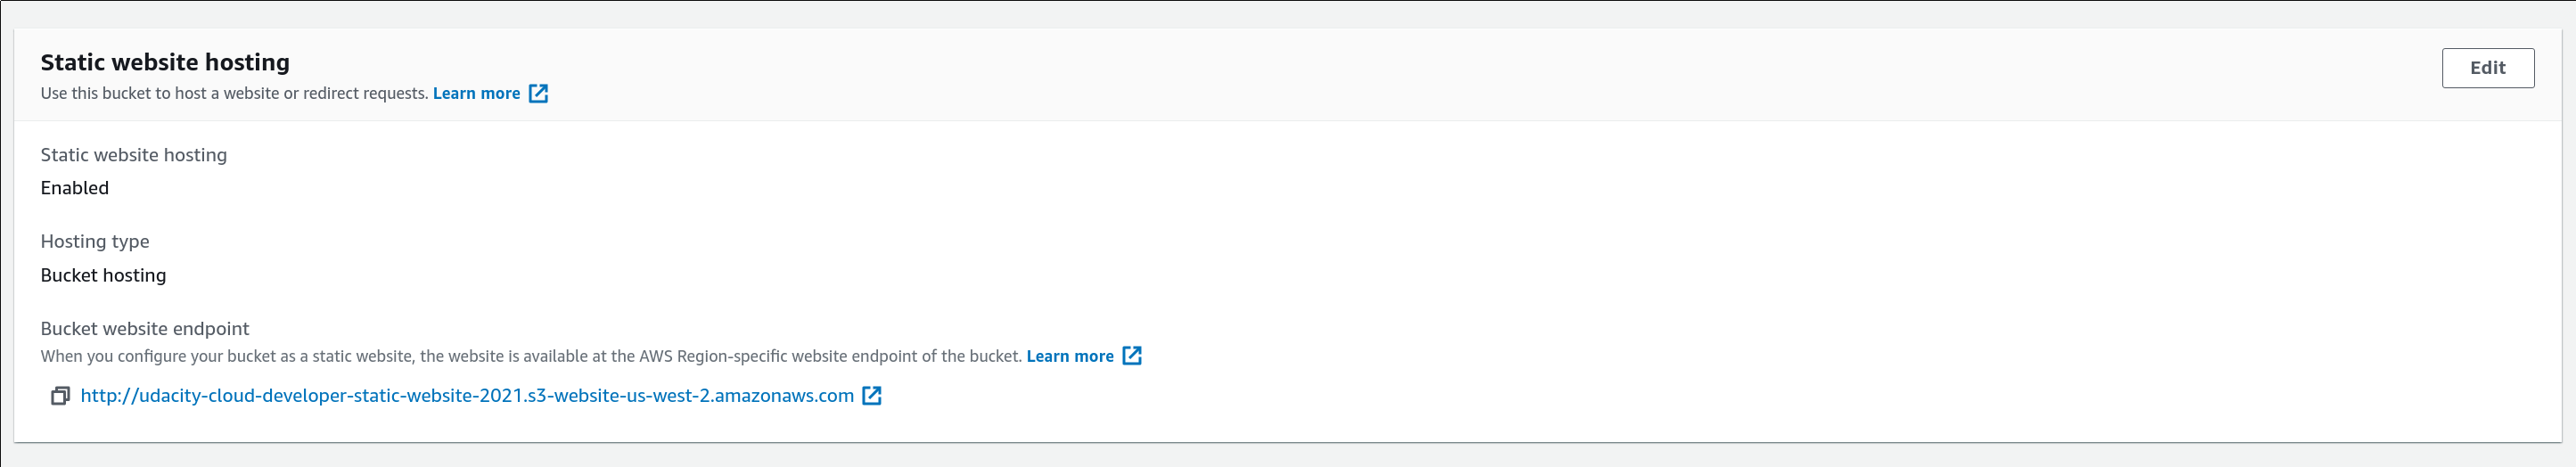 Static website hosting
Edit
Use this bucket to host a website or redirect requests. Learn more
Static website hosting
Enabled
Hosting type
Bucket hosting
Bucket website endpoint
When you configure your bucket as a static website, the website is available at the AWS Region-specific website endpoint of the bucket. Learn more
http://udacity-cloud-developer-static-website-2021.s3-website-us-west-2.amazonaws.com